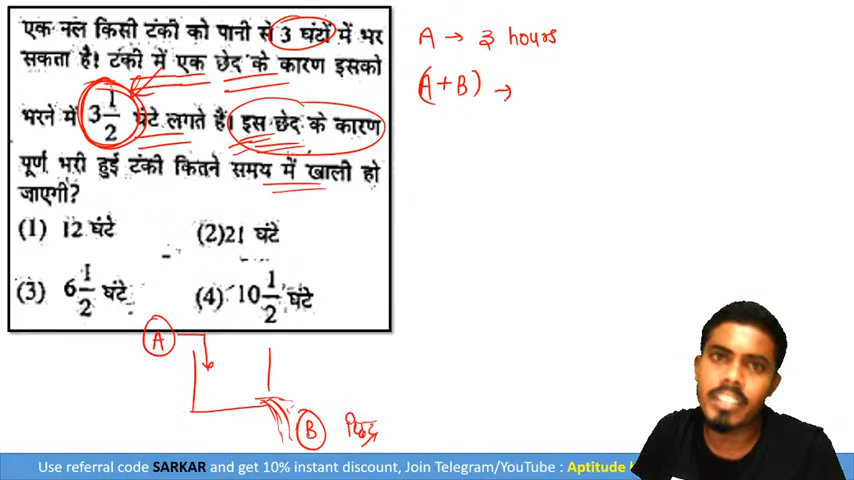 एक नल किसी टंकी को पानी से 3 घंटों में भर
सकता है! टंकी में एक छेद के कारण इसको
भरने में 3 1/2 घंटे लगते हैं। इस छेद के कारण
पूर्ण भरी हुई टंकी कितने समय में खाली हो
जाएगी?
(1) 12 घंटे (2) 21 घंटे
(3) 6 1/2 घंटे (4) 10 1/2 घंटे
A → 3 hours
(A+B) →
A
B छिद्र
Use referral code SARKAR and get 10% instant discount, Join Telegram/YouTube : Aptitude